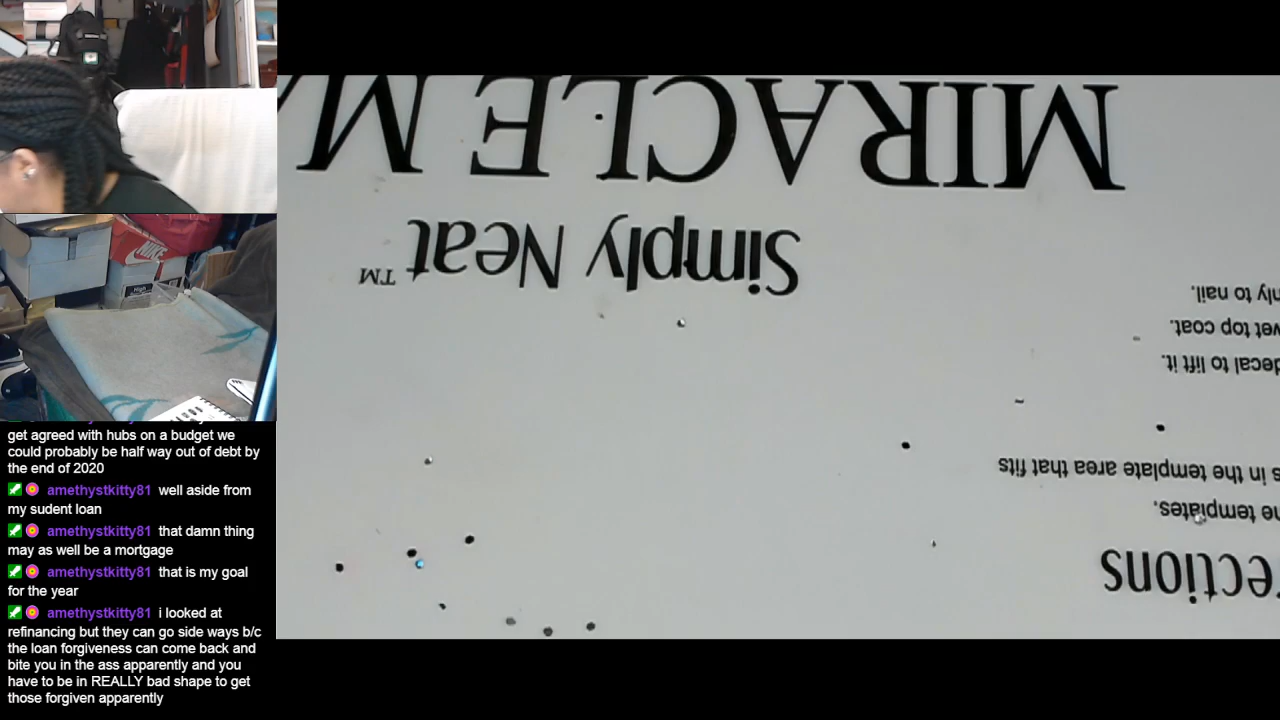 get agreed with hubs on a budget we
could probably be half way out of debt by
the end of 2020
amethystkitty81 well aside from
my sudent loan
amethystkitty81 that damn thing
may as well be a mortgage
amethystkitty81 that is my goal
for the year
amethystkitty81 i looked at
refinancing but they can go side ways b/c
the loan forgiveness can come back and
bite you in the ass apparently and you
have to be in REALLY bad shape to get
those forgiven apparently
NIKE
ections
he templates.
s in the template area that fits
decal to lift it.
wet top coat.
nly to nail.
Simply Neat™
MIRACLE M